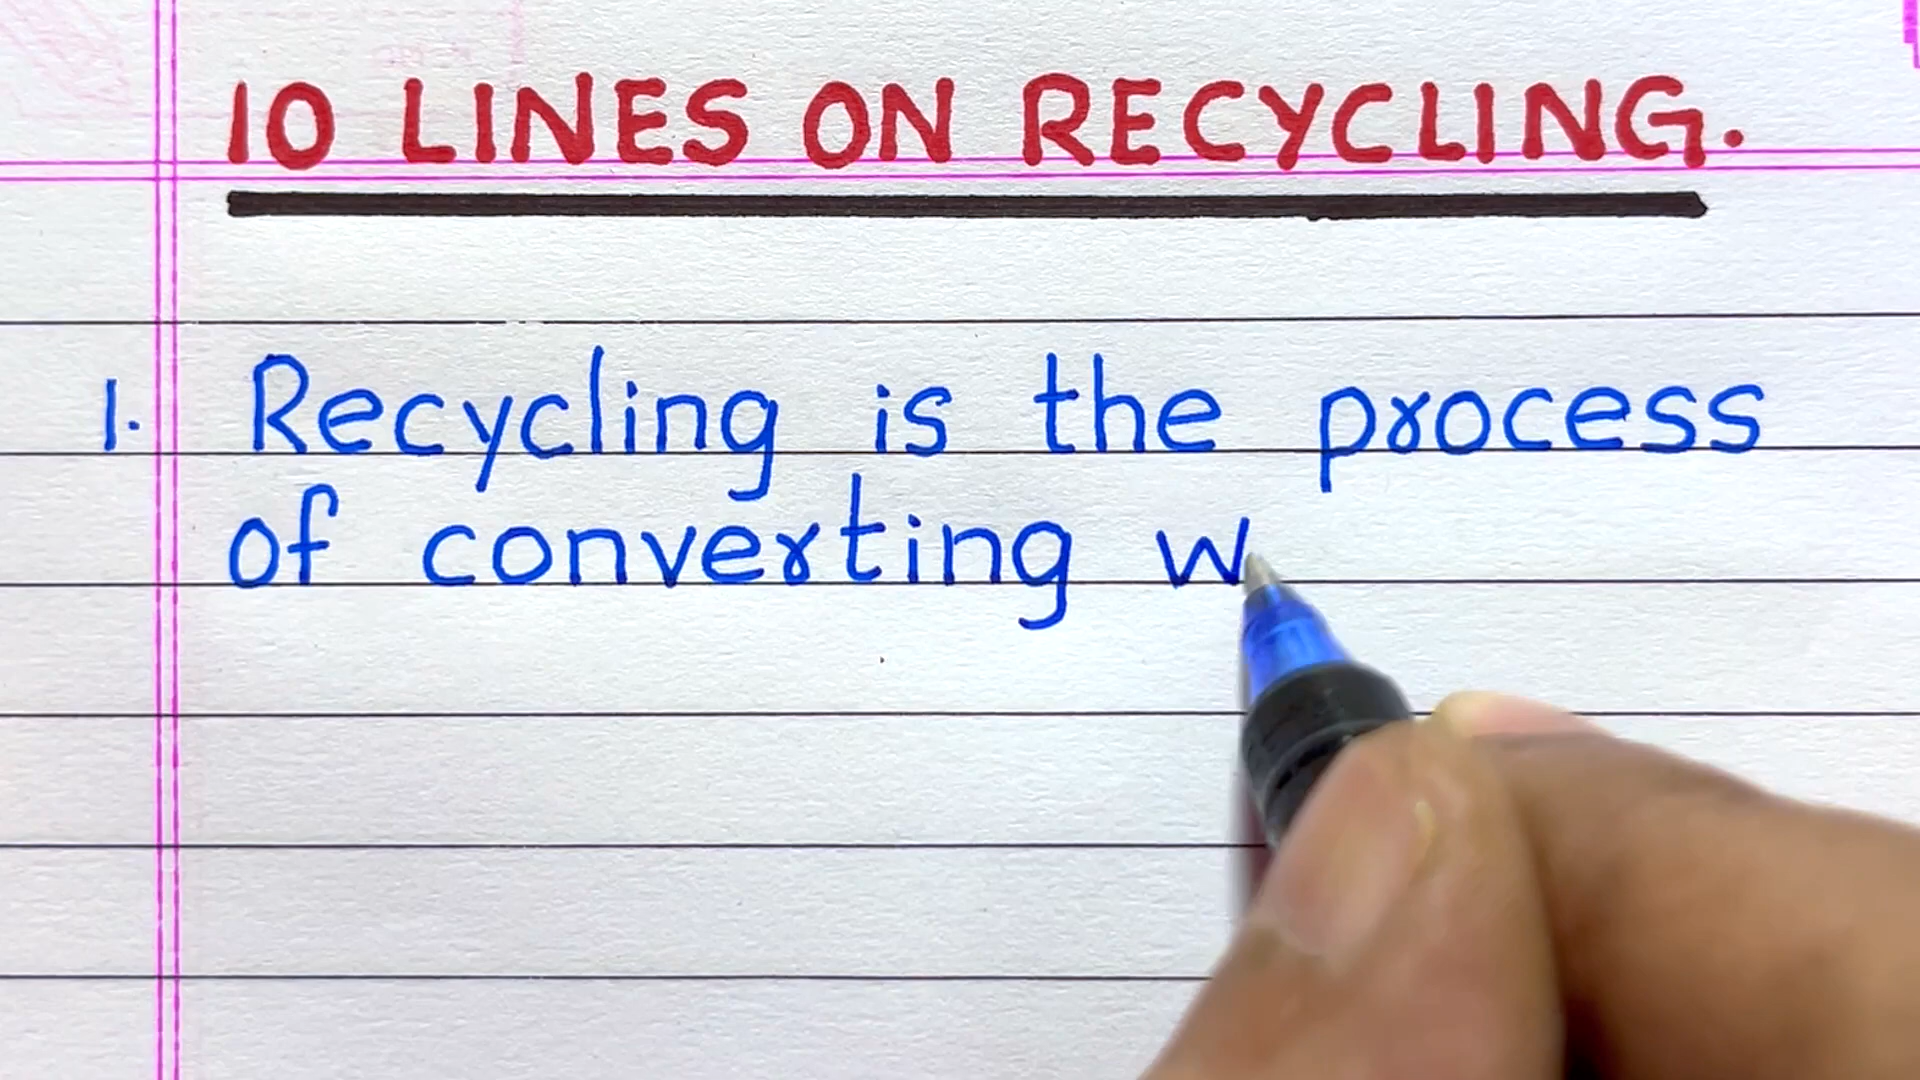 10 LINES ON RECYCLING.
1. Recycling is the process
of converting w